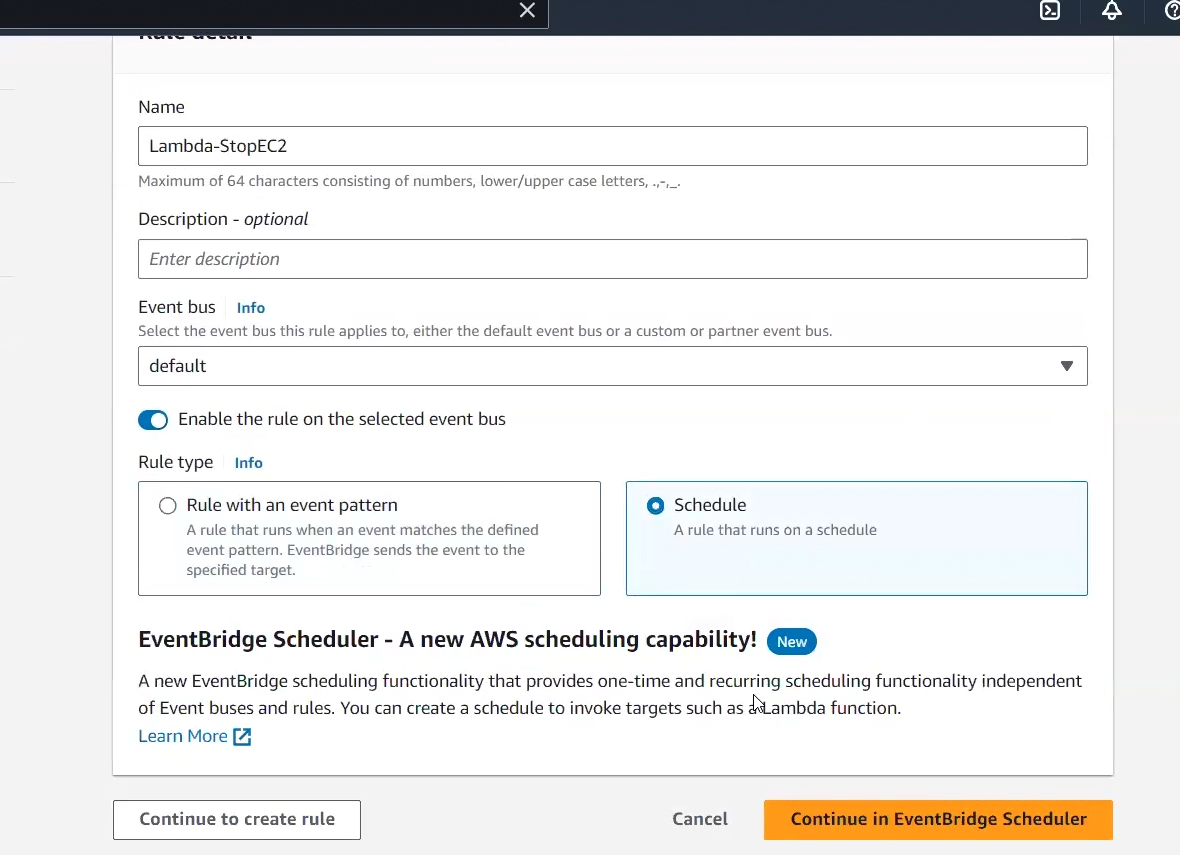 Rule detail
Name
Lambda-StopEC2
Maximum of 64 characters consisting of numbers, lower/upper case letters, .,-,_.
Description - optional
Enter description
Event bus Info
Select the event bus this rule applies to, either the default event bus or a custom or partner event bus.
default
Enable the rule on the selected event bus
Rule type Info
Rule with an event pattern
A rule that runs when an event matches the defined
event pattern. EventBridge sends the event to the
specified target.
Schedule
A rule that runs on a schedule
EventBridge Scheduler - A new AWS scheduling capability! New
A new EventBridge scheduling functionality that provides one-time and recurring scheduling functionality independent
of Event buses and rules. You can create a schedule to invoke targets such as a Lambda function.
Learn More
Continue to create rule
Cancel
Continue in EventBridge Scheduler